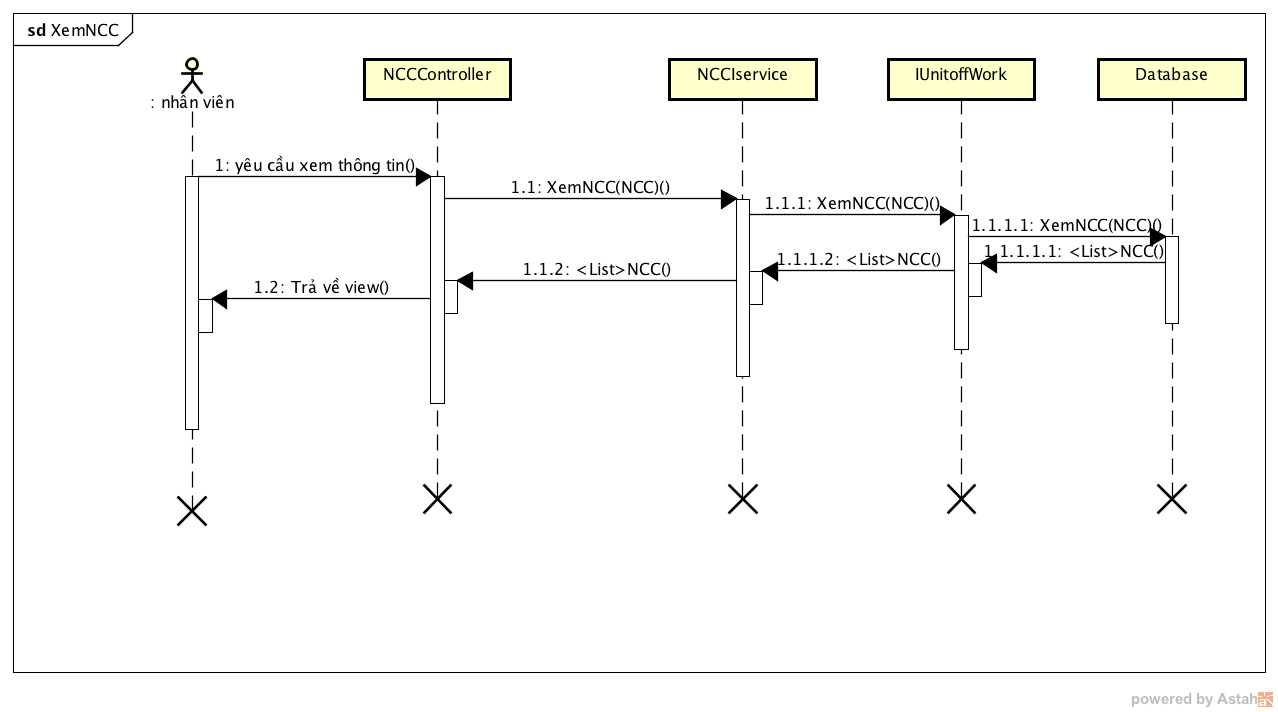 sd XemNCC
: nhân viên
NCCController
NCCIservice
IUnitoffWork
Database
1: yêu cầu xem thông tin()
1.1: XemNCC(NCC)()
1.1.1: XemNCC(NCC)()
1.1.1.1: XemNCC(NCC)()
1.1.1.1.1: <List>NCC()
1.1.1.2: <List>NCC()
1.1.2: <List>NCC()
1.2: Trả về view()
powered by Astah